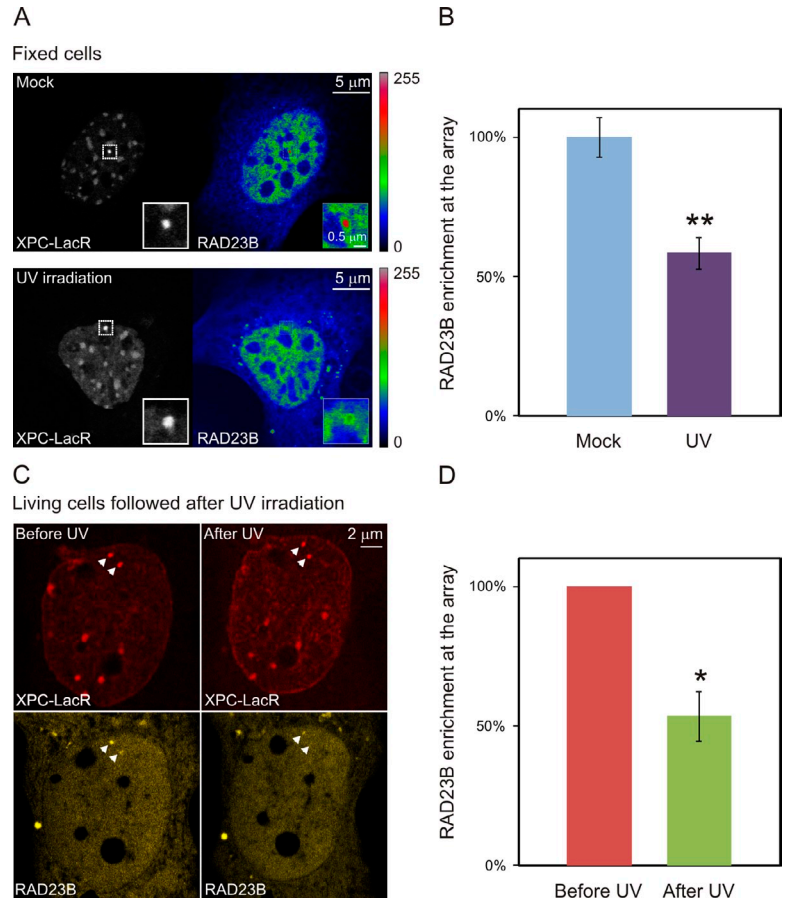 A
Fixed cells
Mock
5 μm
255
XPC-LacR
RAD23B
0.5 μm
0
UV irradiation
5 μm
255
XPC-LacR
RAD23B
0
B
RAD23B enrichment at the array
100%
50%
0%
**
Mock
UV
C
Living cells followed after UV irradiation
Before UV
After UV
2 μm
XPC-LacR
XPC-LacR
RAD23B
RAD23B
D
RAD23B enrichment at the array
100%
50%
0%
*
Before UV
After UV